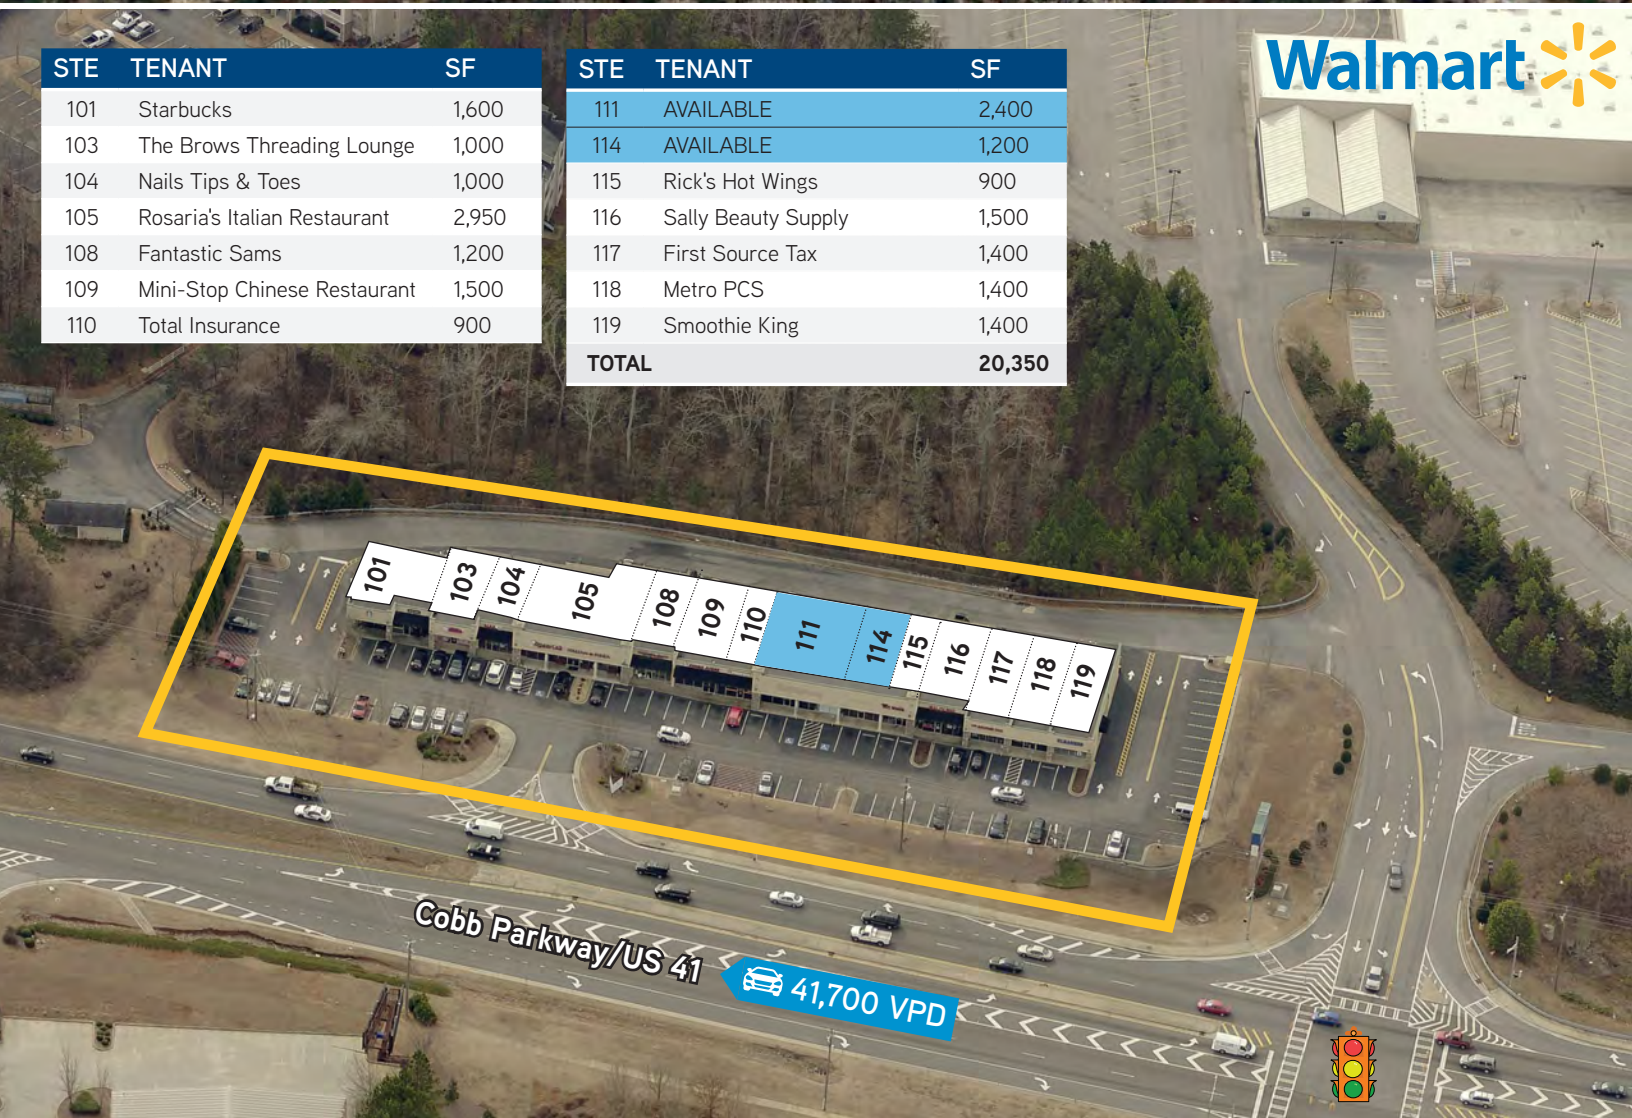 STE TENANT SF
101 Starbucks 1,600
103 The Brows Threading Lounge 1,000
104 Nails Tips & Toes 1,000
105 Rosaria's Italian Restaurant 2,950
108 Fantastic Sams 1,200
109 Mini-Stop Chinese Restaurant 1,500
110 Total Insurance 900
STE TENANT SF
111 AVAILABLE 2,400
114 AVAILABLE 1,200
115 Rick's Hot Wings 900
116 Sally Beauty Supply 1,500
117 First Source Tax 1,400
118 Metro PCS 1,400
119 Smoothie King 1,400
TOTAL 20,350
Walmart
101
103
104
105
108
109
110
111
114
115
116
117
118
119
Cobb Parkway/US 41
41,700 VPD